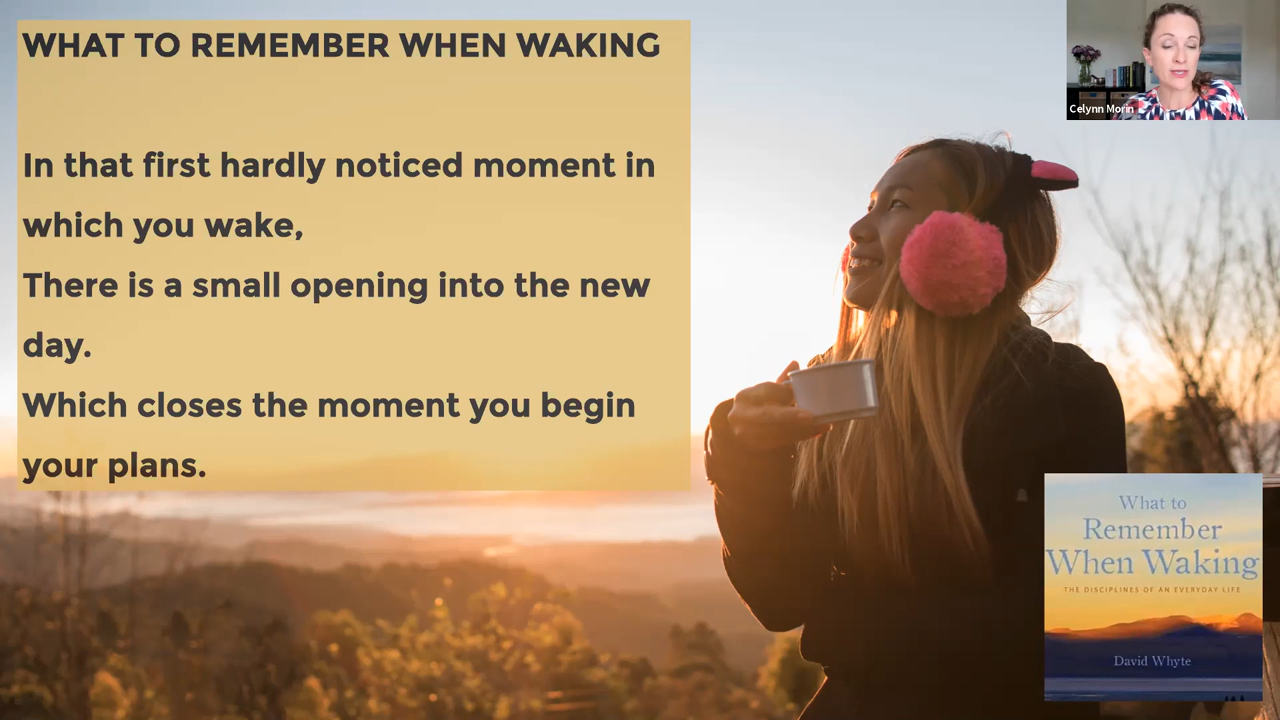 WHAT TO REMEMBER WHEN WAKING
In that first hardly noticed moment in
which you wake,
There is a small opening into the new
day.
Which closes the moment you begin
your plans.
Celynn Morin
What to
Remember
When Waking
THE DISCIPLINES OF AN EVERYDAY LIFE
David Whyte